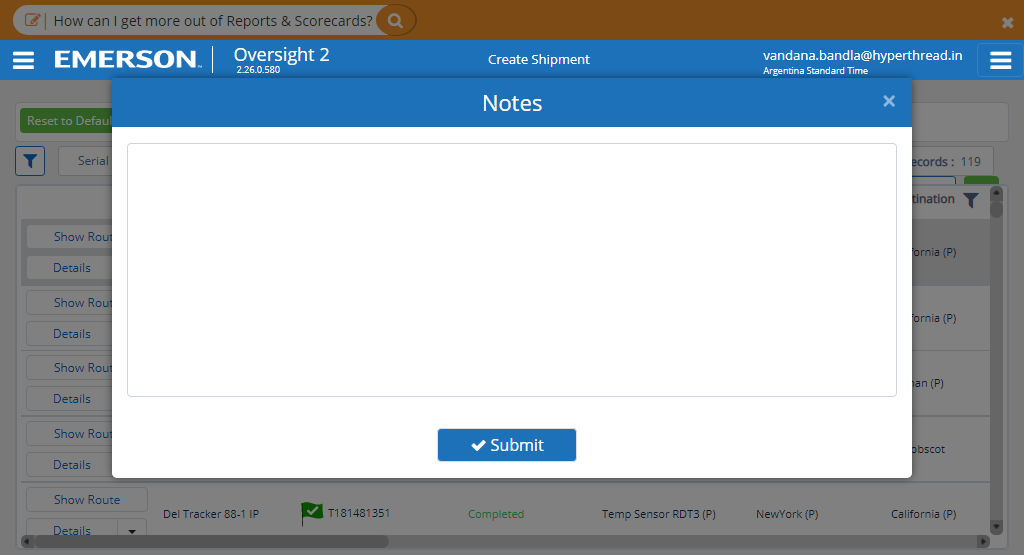 How can I get more out of Reports & Scorecards?
EMERSON
Oversight 2
2.26.0.580
Create Shipment
vandana.bandla@hyperthread.in
Argentina Standard Time
Notes
Reset to Defaul
Serial
ecords : 119
tination
Show Rout
Details
fornia (P)
Show Rout
Details
fornia (P)
Show Rout
Details
an (P)
Show Rout
Details
obscot
Submit
Show Route
Details
Del Tracker 88-1 IP
T181481351
Completed
Temp Sensor RDT3 (P)
NewYork (P)
California (P)